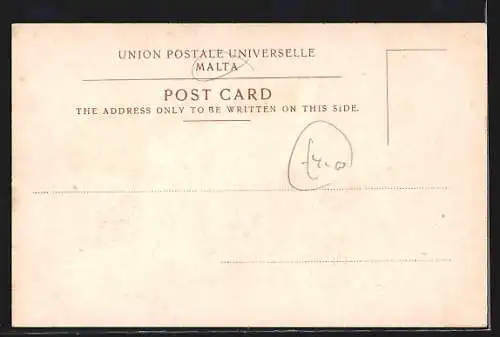 UNION POSTALE UNIVERSELLE
MALTA
POST CARD
THE ADDRESS ONLY TO BE WRITTEN ON THIS SIDE.